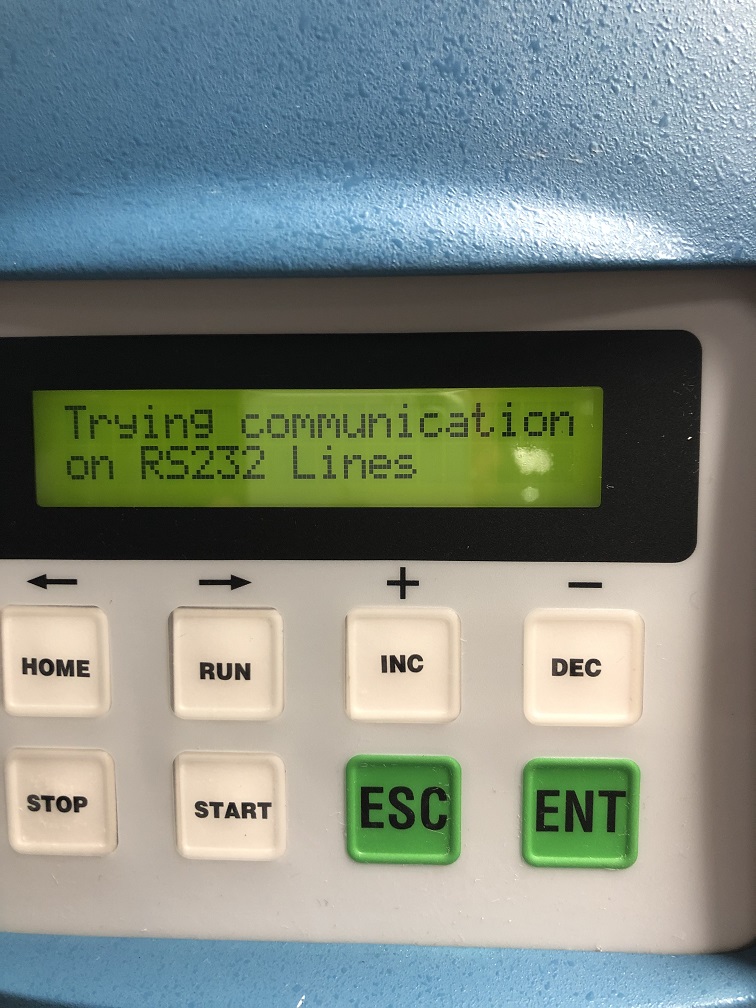 Trying communication
on RS232 Lines
← → + −
HOME RUN INC DEC
STOP START ESC ENT